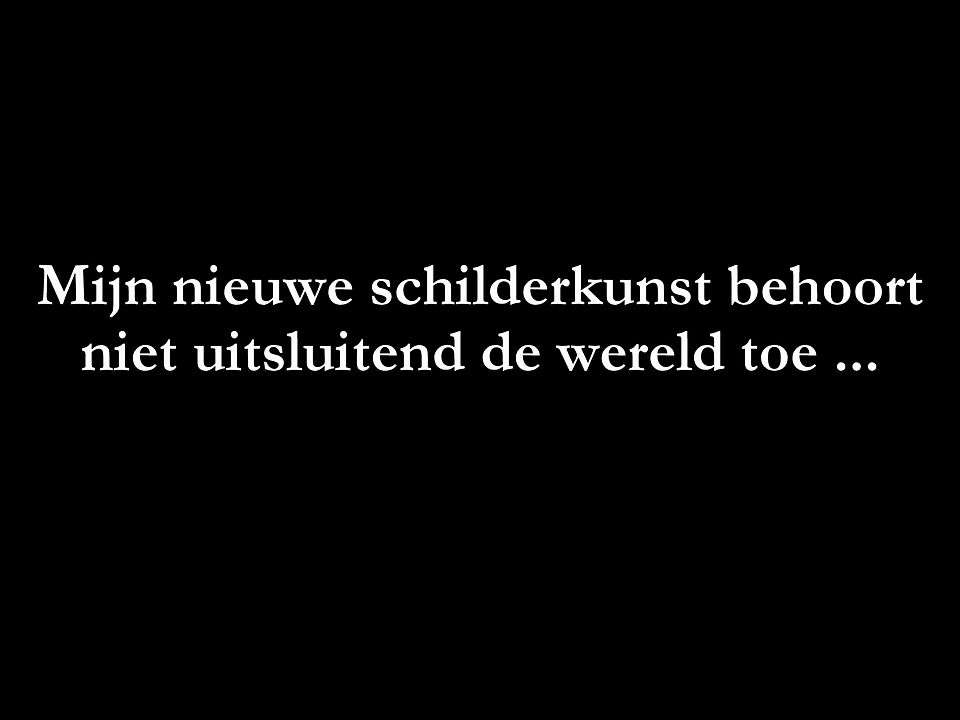 Mijn nieuwe schilderkunst behoort
niet uitsluitend de wereld toe ...